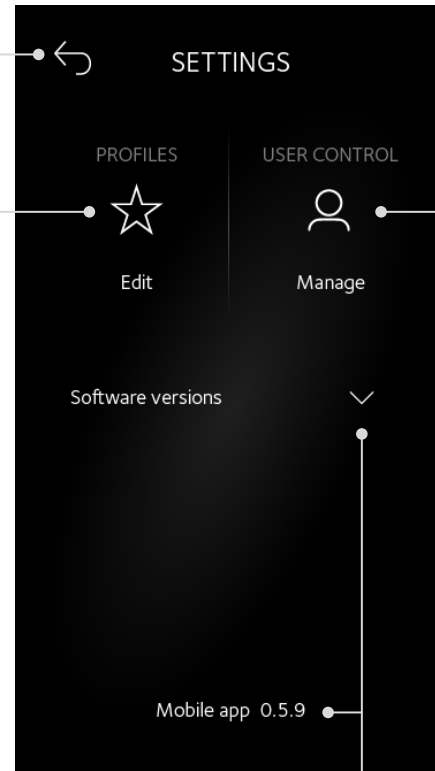 SETTINGS
PROFILES USER CONTROL
Edit Manage
Software versions
Mobile app 0.5.9